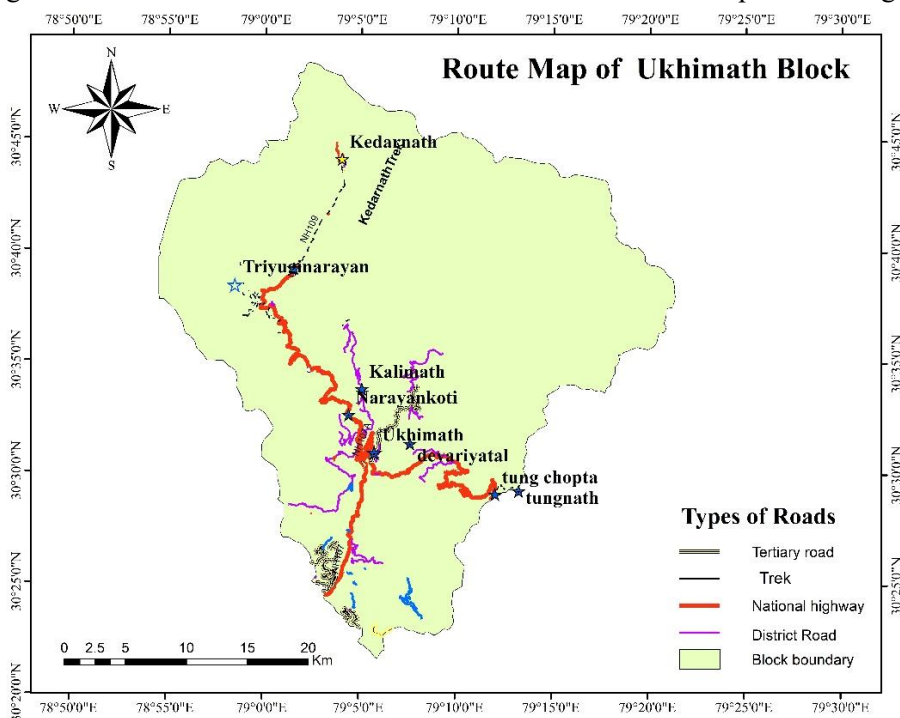 78°50'0"E 78°55'0"E 79°0'0"E 79°5'0"E 79°10'0"E 79°15'0"E 79°20'0"E 79°25'0"E 79°30'0"E
Route Map of Ukhimath Block
N
W E
S
30°45'0"N 30°45'0"N
Kedarnath
KedarnathTrek
NH109
30°40'0"N 30°40'0"N
Triyuginarayan
30°35'0"N 30°35'0"N
Kalimath
Narayankoti
Ukhimath
devariyatal
30°30'0"N 30°30'0"N
tung chopta
tungnath
Types of Roads
Tertiary road
Trek
30°25'0"N 30°25'0"N
National highway
District Road
Block boundary
0 2.5 5 10 15 20
Km
30°20'0"N 30°20'0"N
78°50'0"E 78°55'0"E 79°0'0"E 79°5'0"E 79°10'0"E 79°15'0"E 79°20'0"E 79°25'0"E 79°30'0"E